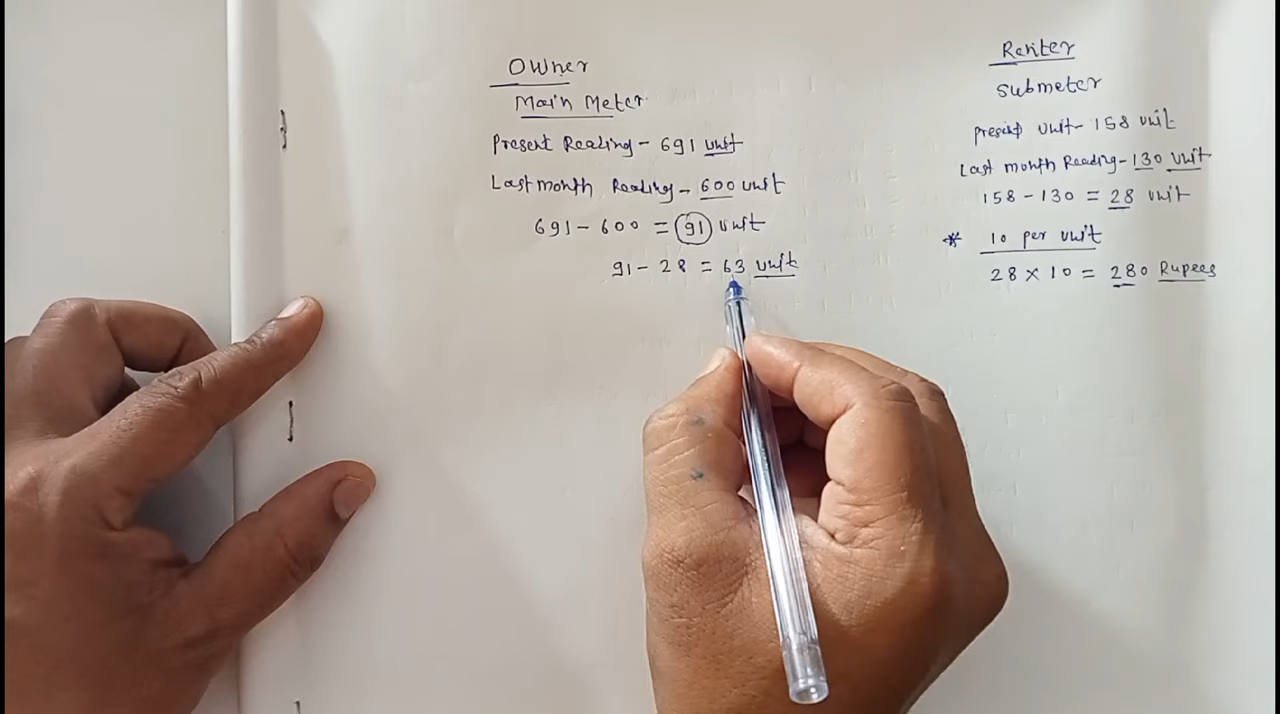 Owner
Main Meter
Present Reading - 691 unit
Last month Reading - 600 unit
691 - 600 = 91 unit
91 - 28 = 63 unit
Renter
Submeter
present unit - 158 unit
Last month Reading - 130 unit
158 - 130 = 28 unit
* 10 per unit
28 × 10 = 280 Rupees